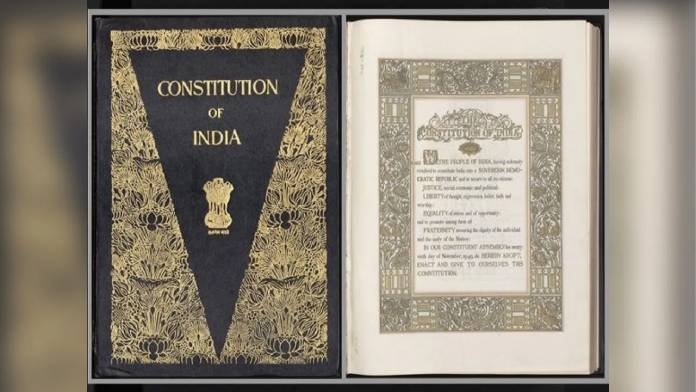 CONSTITUTION
OF
INDIA
सत्यमेव जयते
THE
CONSTITUTION OF INDIA
WE, THE PEOPLE OF INDIA, having solemnly
resolved to constitute India into a SOVEREIGN DEMO-
CRATIC REPUBLIC and to secure to all its citizens:
JUSTICE, social, economic and political;
LIBERTY of thought, expression, belief, faith and
worship;
EQUALITY of status and of opportunity;
and to promote among them all
FRATERNITY assuring the dignity of the individual
and the unity of the Nation;
IN OUR CONSTITUENT ASSEMBLY this twenty-
sixth day of November, 1949, do HEREBY ADOPT,
ENACT AND GIVE TO OURSELVES THIS
CONSTITUTION.